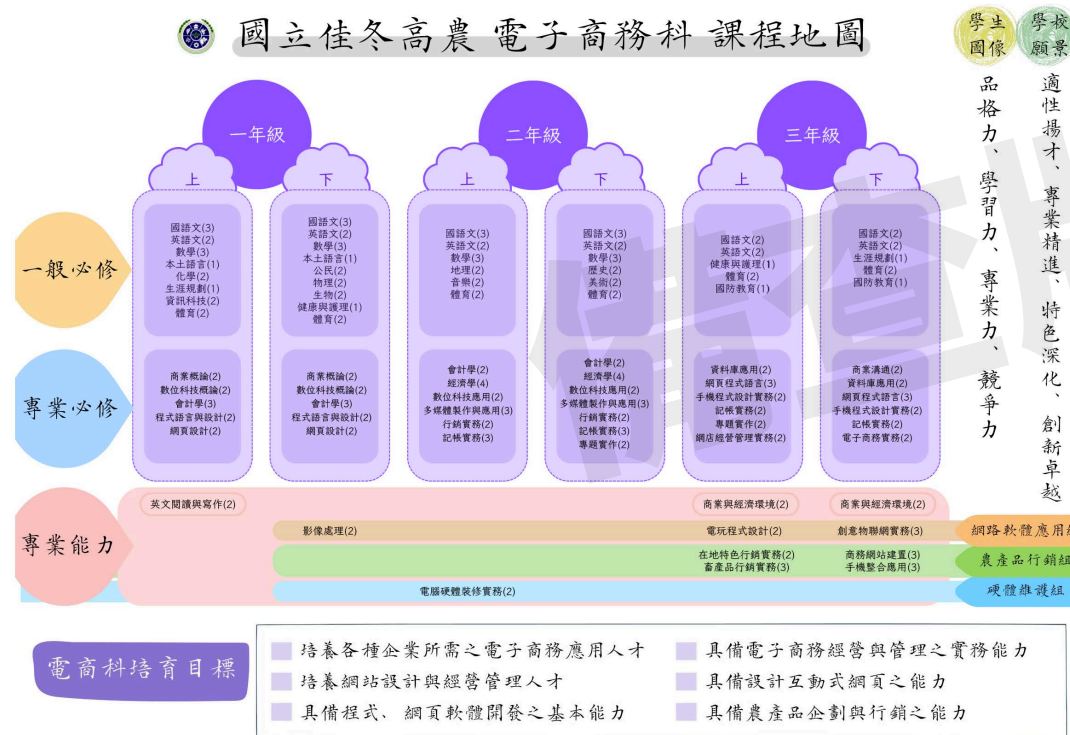 國立佳冬高農 電子商務科 課程地圖
學生
圖像
學校
願景
品格力、學習力、專業力、競爭力
適性揚才、專業精進、特色深化、創新卓越
一年級
二年級
三年級
上
下
上
下
上
下
一般必修
國語文(3)
英語文(2)
數學(3)
本土語言(1)
化學(2)
生涯規劃(1)
資訊科技(2)
體育(2)
國語文(3)
英語文(2)
數學(3)
本土語言(1)
公民(2)
物理(2)
生物(2)
健康與護理(1)
體育(2)
國語文(3)
英語文(2)
數學(3)
地理(2)
音樂(2)
體育(2)
國語文(3)
英語文(2)
數學(3)
歷史(2)
美術(2)
體育(2)
國語文(2)
英語文(2)
健康與護理(1)
體育(2)
國防教育(1)
國語文(2)
英語文(2)
生涯規劃(1)
體育(2)
國防教育(1)
專業必修
商業概論(2)
數位科技概論(2)
會計學(3)
程式語言與設計(2)
網頁設計(2)
商業概論(2)
數位科技概論(2)
會計學(3)
程式語言與設計(2)
網頁設計(2)
會計學(2)
經濟學(4)
數位科技應用(2)
多媒體製作與應用(3)
行銷實務(2)
記帳實務(3)
會計學(2)
經濟學(4)
數位科技應用(2)
多媒體製作與應用(3)
行銷實務(2)
記帳實務(3)
專題實作(2)
資料庫應用(2)
網頁程式語言(3)
手機程式設計實務(2)
記帳實務(2)
專題實作(2)
網店經營管理實務(2)
商業溝通(2)
資料庫應用(2)
網頁程式語言(3)
手機程式設計實務(2)
記帳實務(2)
電子商務實務(2)
專業能力
英文閱讀與寫作(2)
商業與經濟環境(2)
商業與經濟環境(2)
影像處理(2)
電玩程式設計(2)
創意物聯網實務(3)
網路軟體應用組
在地特色行銷實務(2)
畜產品行銷實務(3)
商務網站建置(3)
手機整合應用(3)
農產品行銷組
電腦硬體裝修實務(2)
硬體維護組
電商科培育目標
培養各種企業所需之電子商務應用人才
具備電子商務經營與管理之實務能力
培養網站設計與經營管理人才
具備設計互動式網頁之能力
具備程式、網頁軟體開發之基本能力
具備農產品企劃與行銷之能力
備查